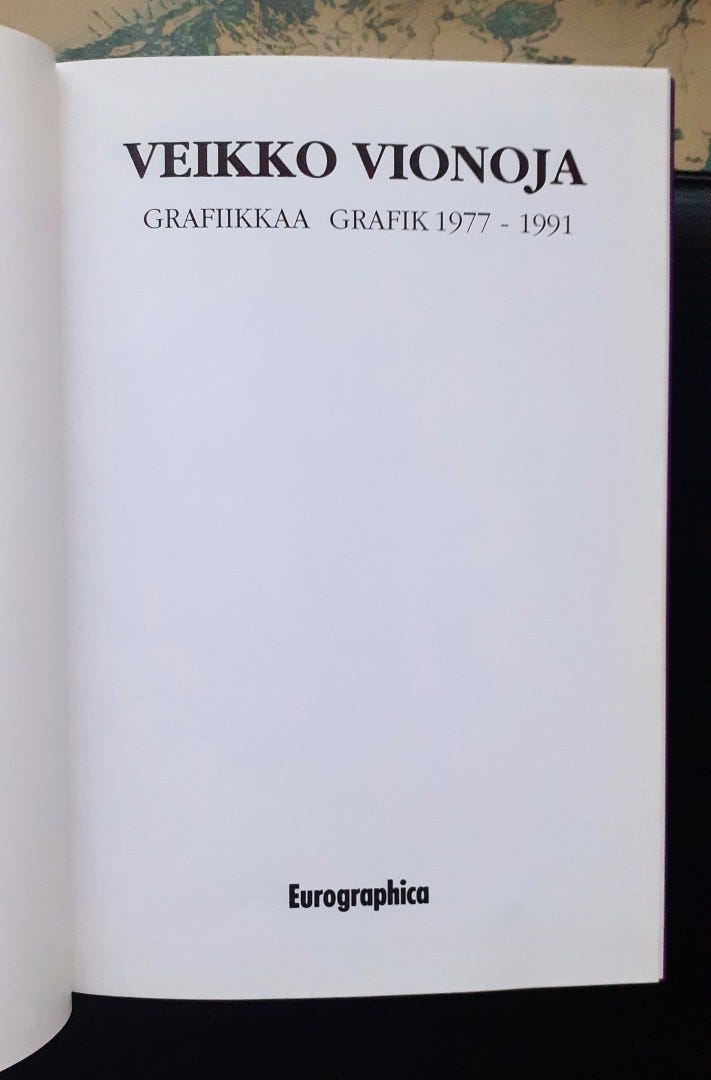 VEIKKO VIONOJA
GRAFIIKKAA GRAFIK 1977 - 1991
Eurographica